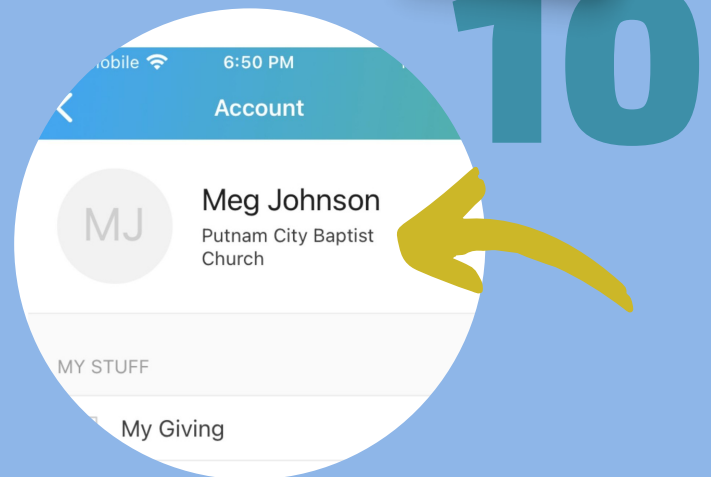 10
obile 6:50 PM
Account
MJ
Meg Johnson
Putnam City Baptist
Church
MY STUFF
My Giving